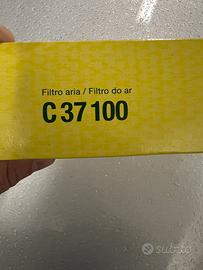 Filtro aria / Filtro do ar
C 37 100
subito